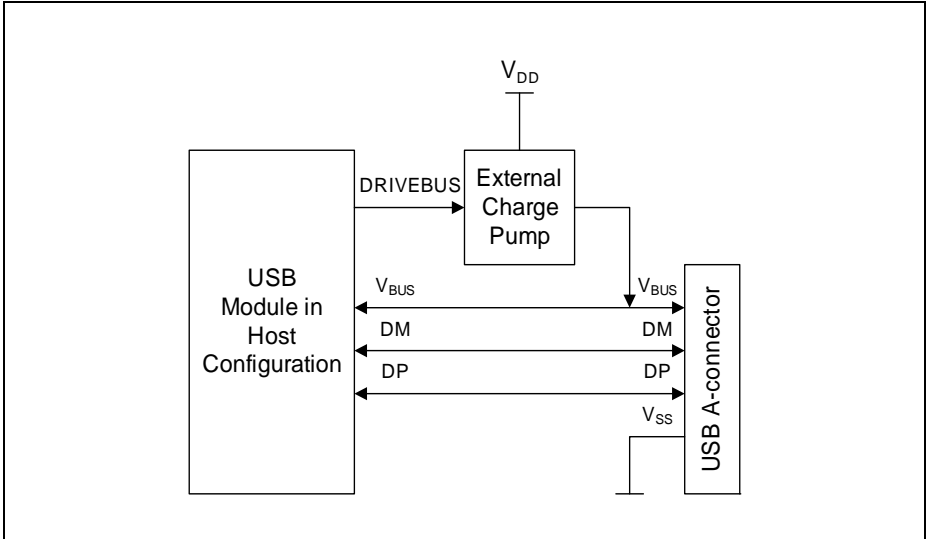 VDD
DRIVEBUS
External
Charge
Pump
USB
Module in
Host
Configuration
VBUS
VBUS
DM
DM
DP
DP
VSS
USB A-connector